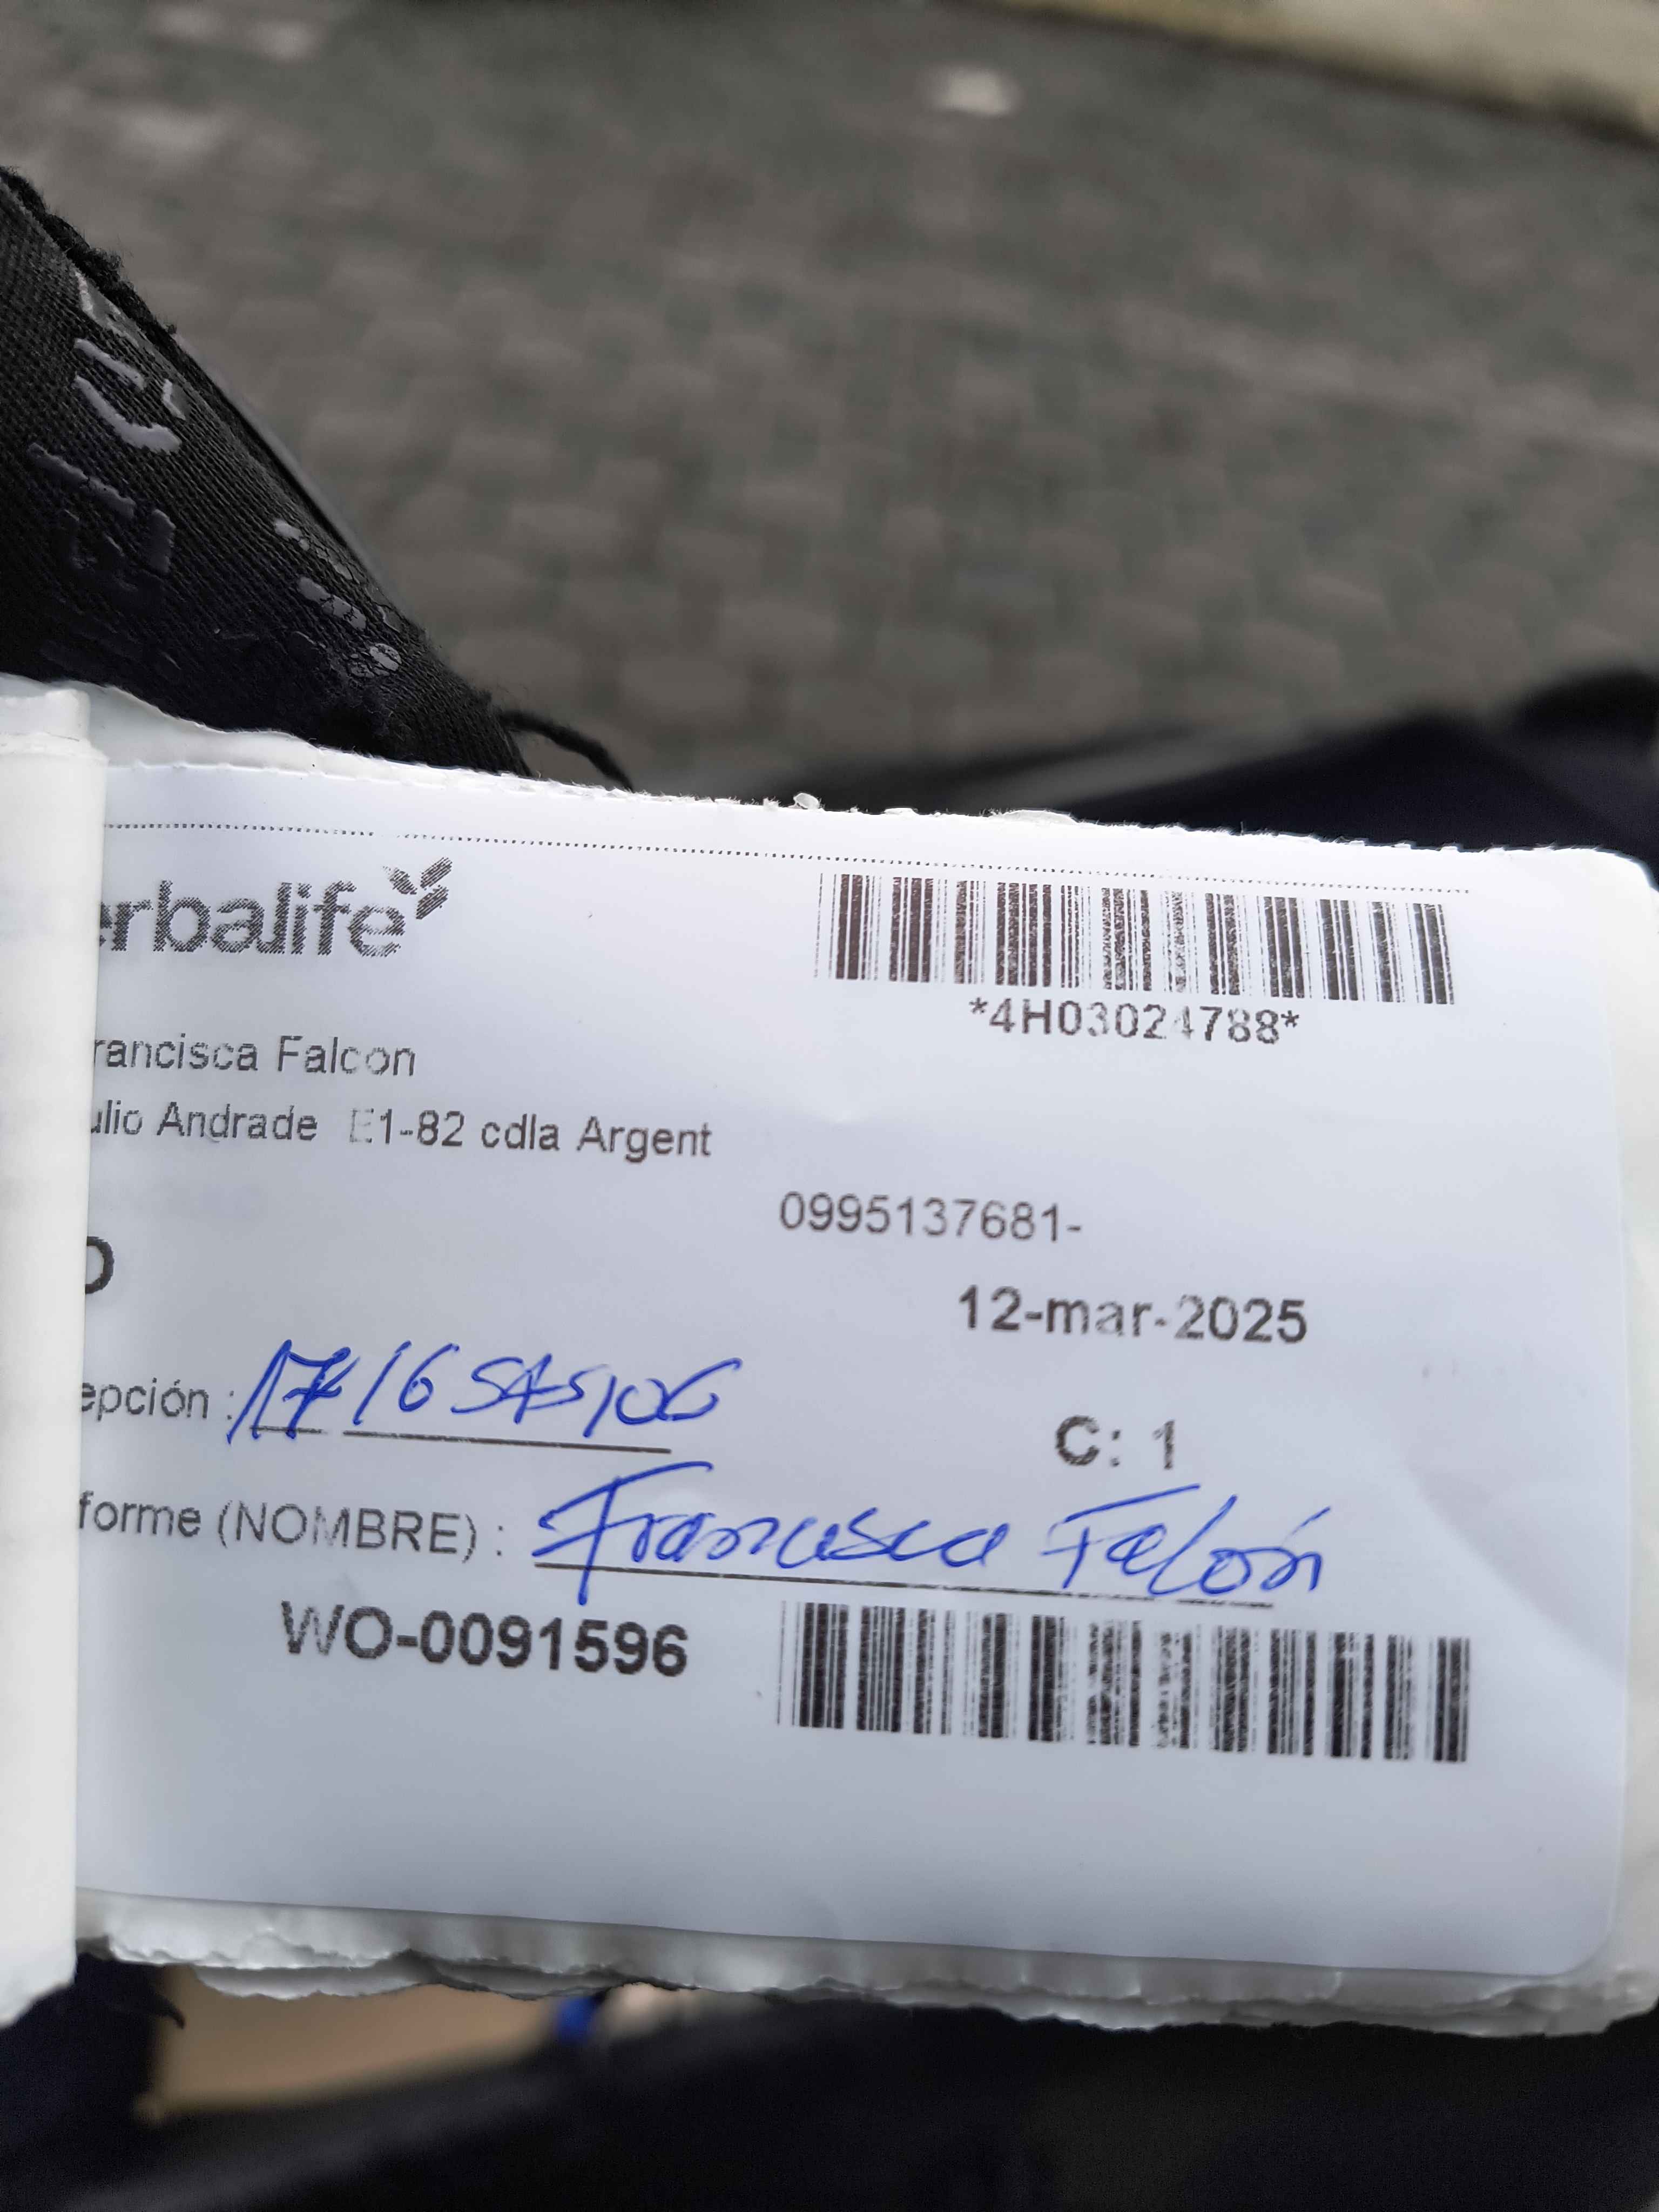 erbalife
*4H03024788*
rancisca Falcon
ulio Andrade E1-82 cdla Argent
0995137681-
O
12-mar-2025
epción :
C: 1
forme (NOMBRE) : Francisca Falcón
WO-0091596